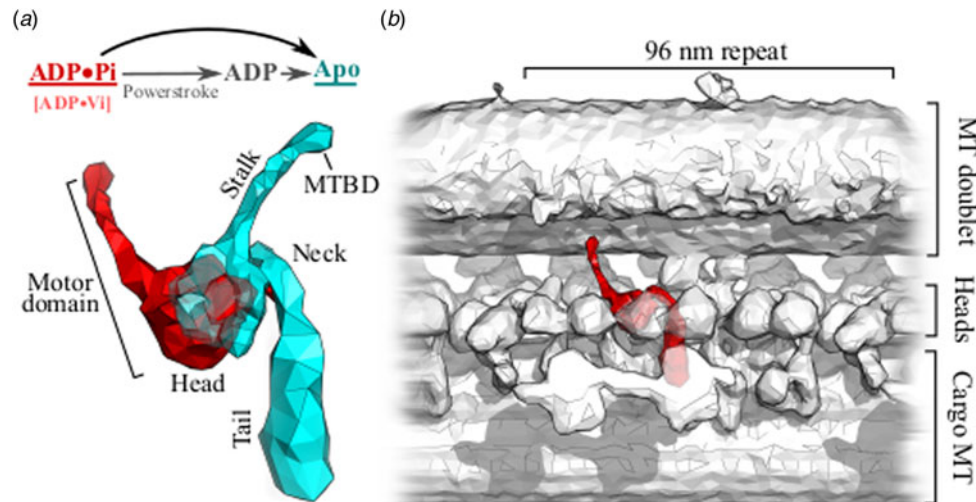 (a)
ADP•Pi
ADP
Apo
Powerstroke
[ADP•Vi]
Stalk
MTBD
Neck
Motor
domain
Head
Tail
(b)
96 nm repeat
MT doublet
Heads
Cargo MT